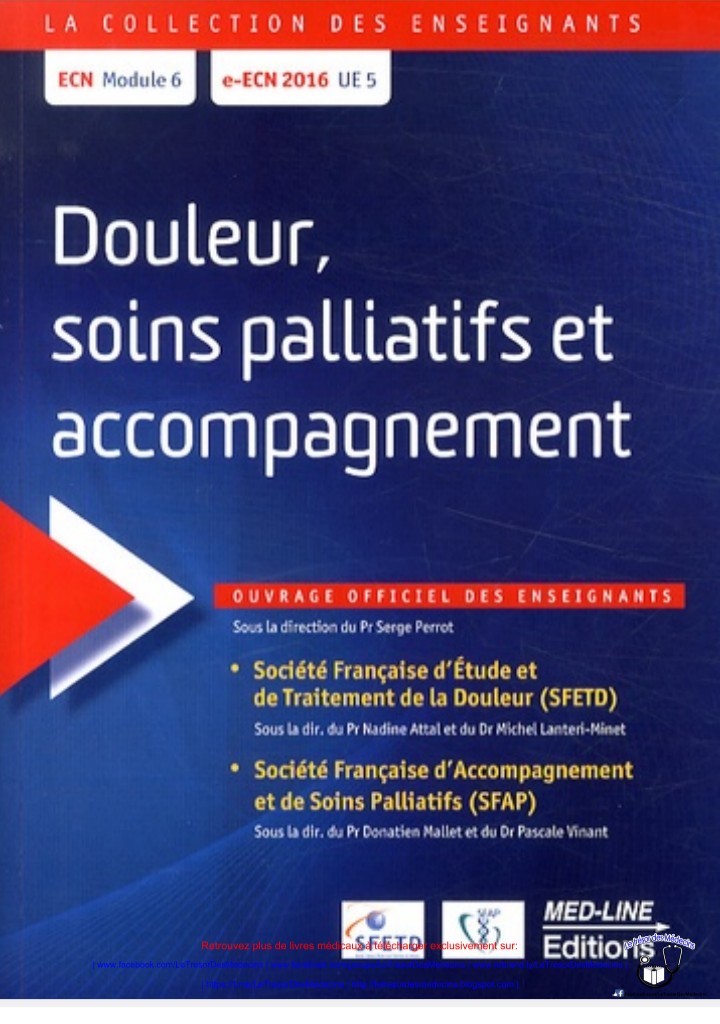 LA COLLECTION DES ENSEIGNANTS
ECN Module 6
e-ECN 2016 UE 5
Douleur,
soins palliatifs et
accompagnement
OUVRAGE OFFICIEL DES ENSEIGNANTS
Sous la direction du Pr Serge Perrot
• Société Française d'Étude et
de Traitement de la Douleur (SFETD)
Sous la dir. du Pr Nadine Attal et du Dr Michel Lanteri-Minet
• Société Française d'Accompagnement
et de Soins Palliatifs (SFAP)
Sous la dir. du Pr Donatien Mallet et du Dr Pascale Vinant
SFETD
SFAP
MED-LINE
Editions
Le trésor des Médecins
Retrouvez plus de livres médicaux à télécharger exclusivement sur: